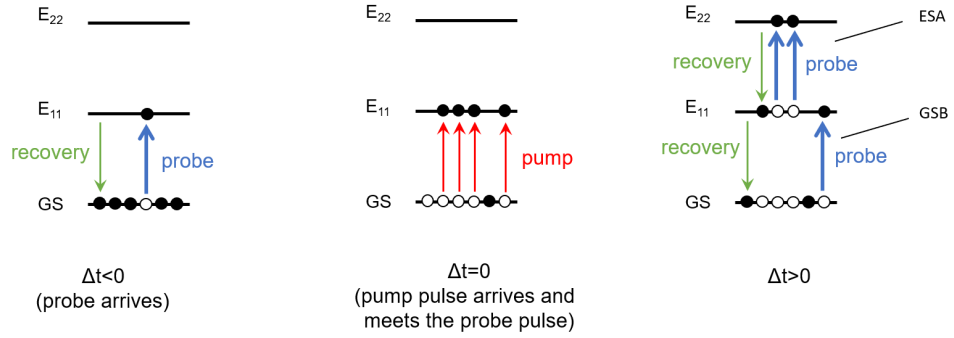 E22
E11
recovery
probe
GS
Δt<0
(probe arrives)
E22
E11
pump
GS
Δt=0
(pump pulse arrives and
meets the probe pulse)
E22
ESA
recovery
probe
E11
GSB
recovery
probe
GS
Δt>0